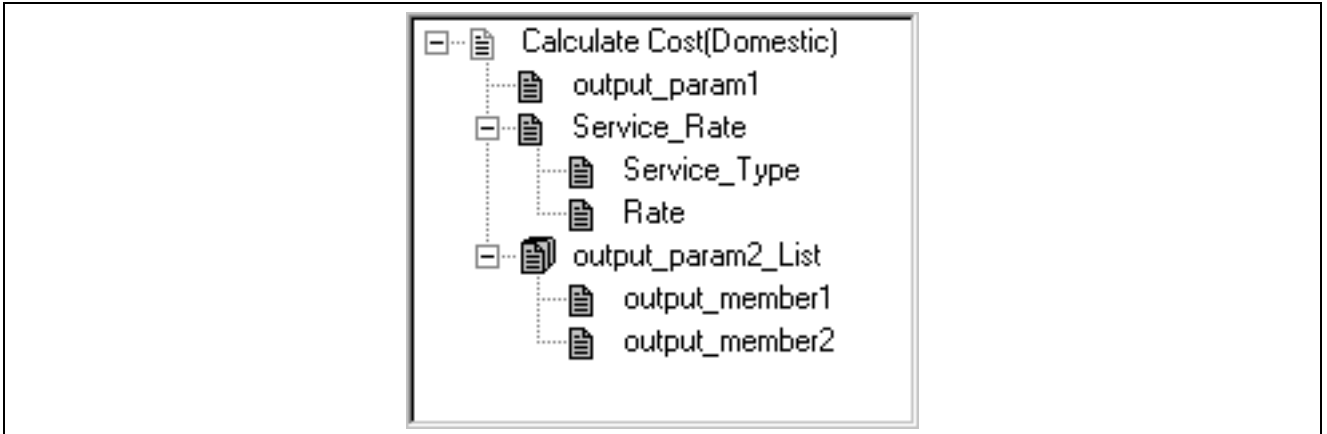 Calculate Cost(Domestic)
output_param1
Service_Rate
Service_Type
Rate
output_param2_List
output_member1
output_member2